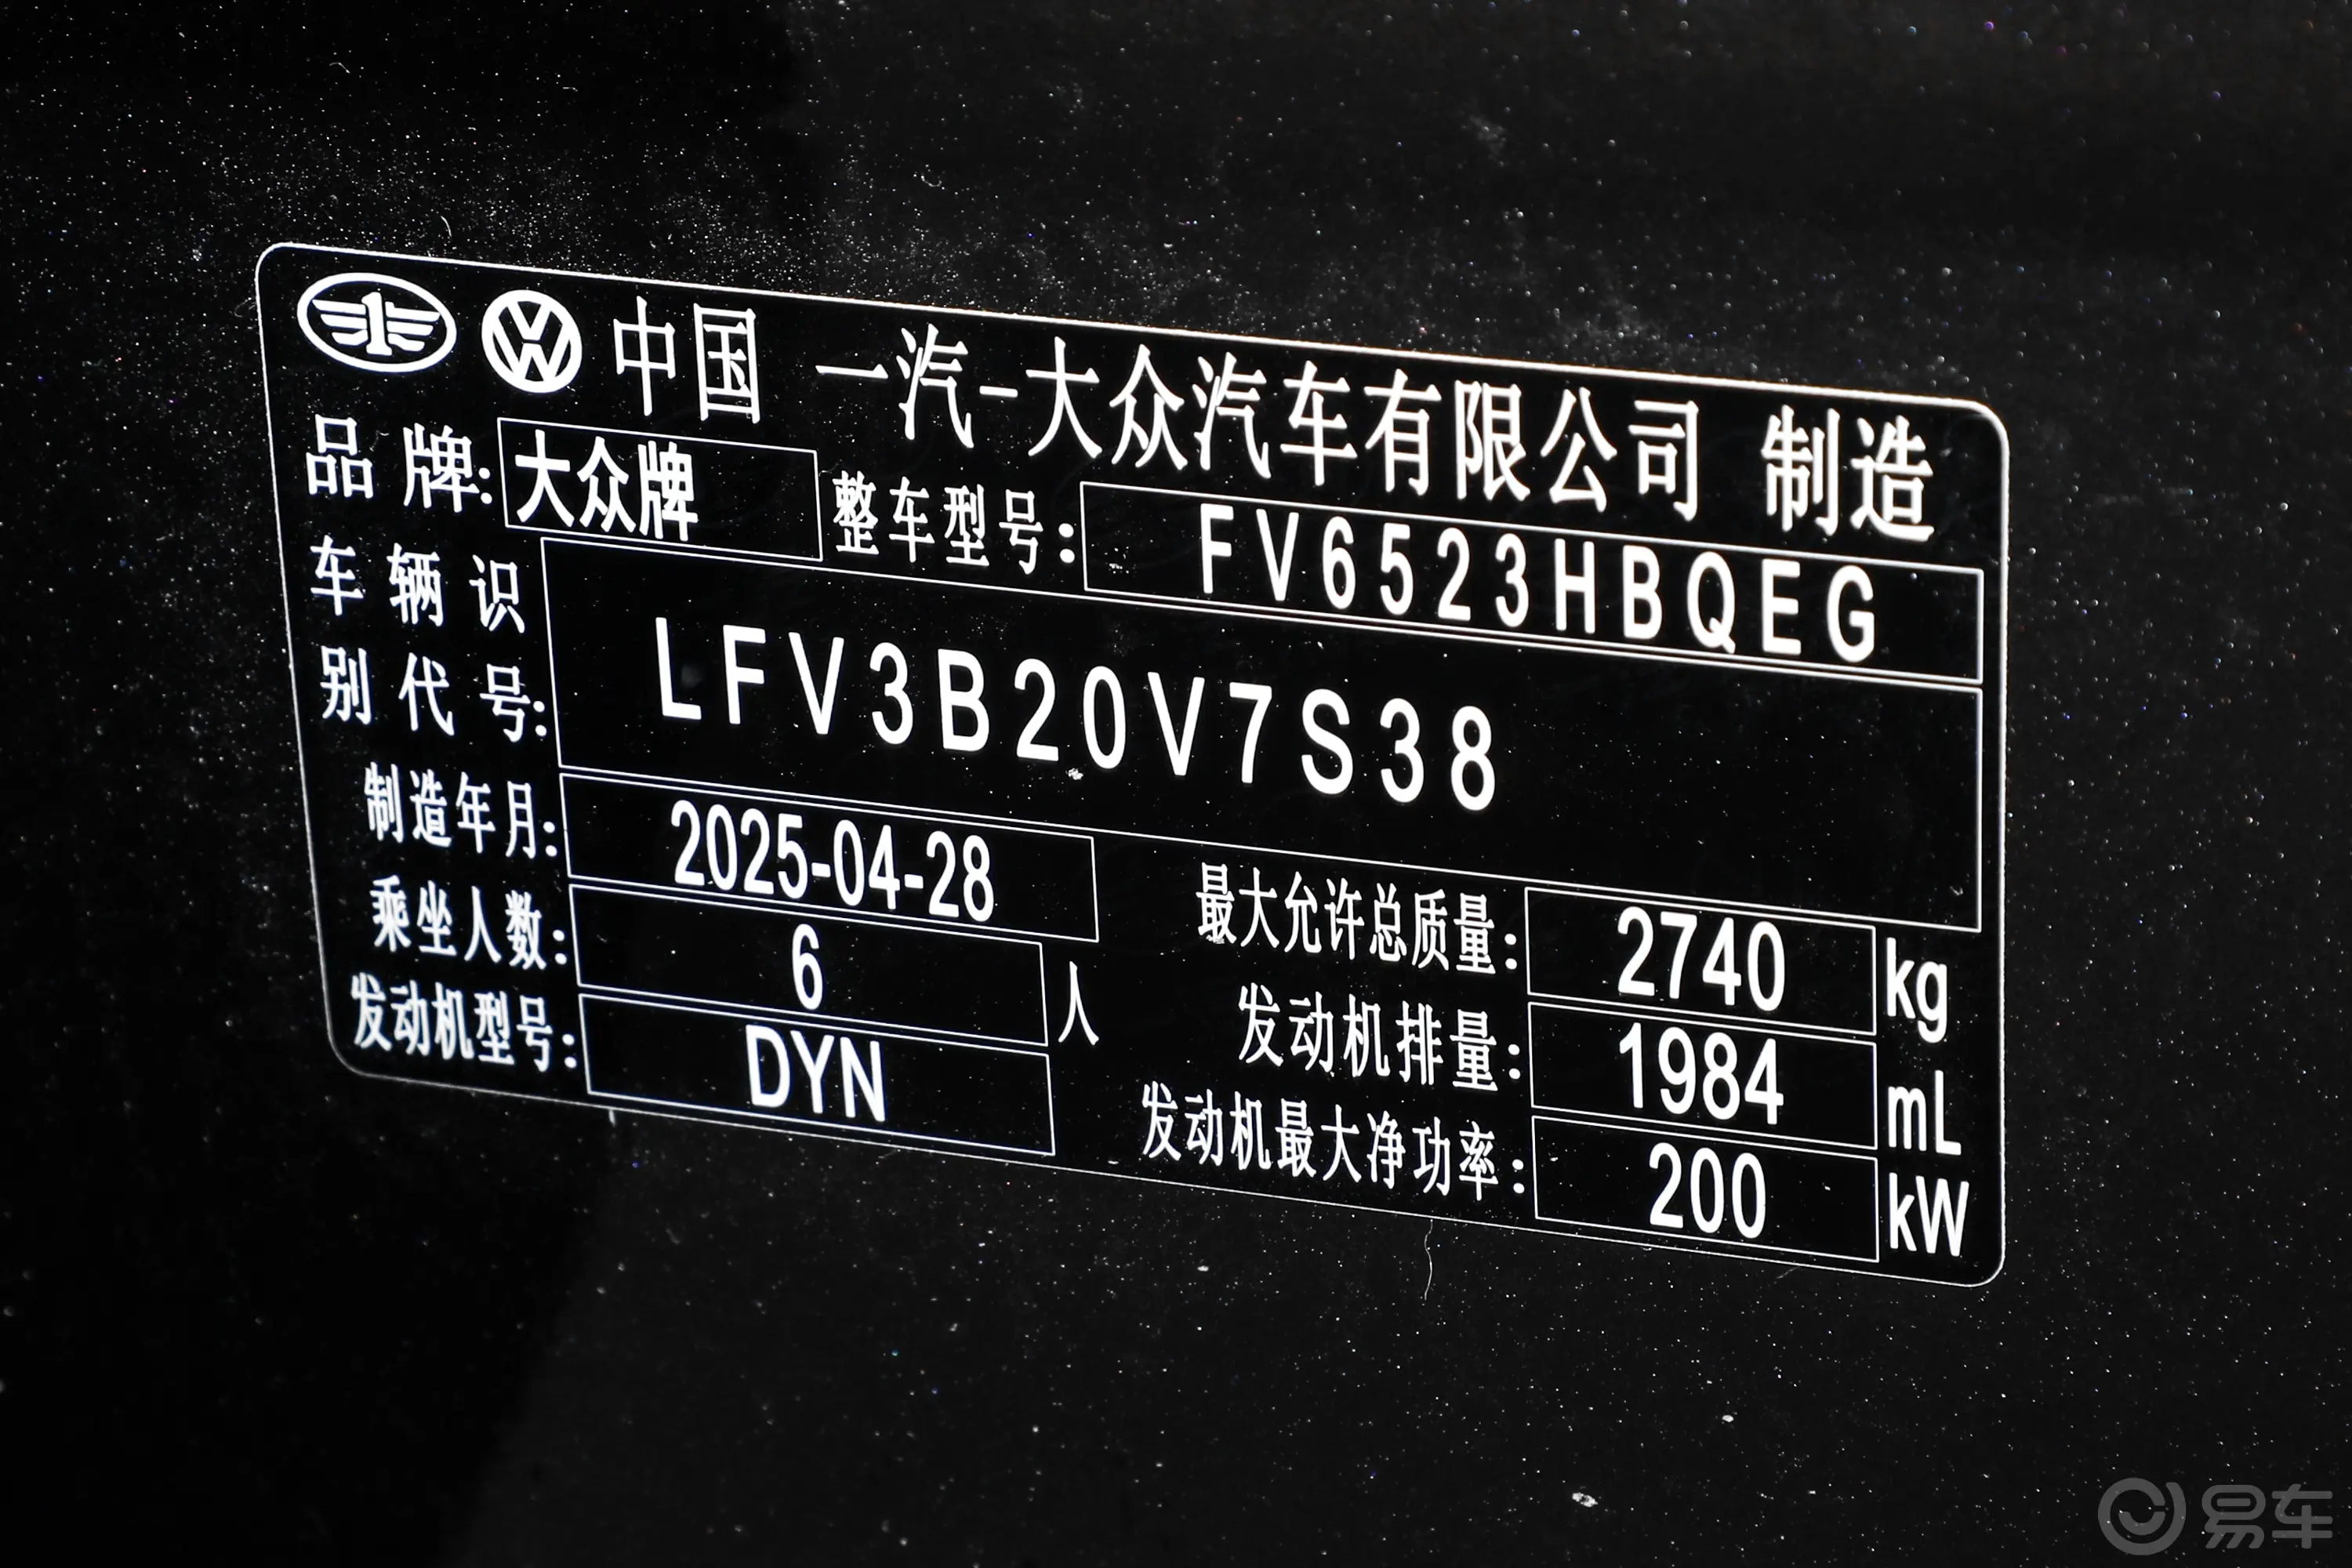 中国 一汽-大众汽车有限公司 制造
品牌: 大众牌 整车型号: FV6523HBQEG
车辆识
别代号: LFV3B20V7S38
制造年月: 2025-04-28
最大允许总质量: 2740 kg
乘坐人数: 6 人
发动机排量: 1984 mL
发动机型号: DYN
发动机最大净功率: 200 kW
易车